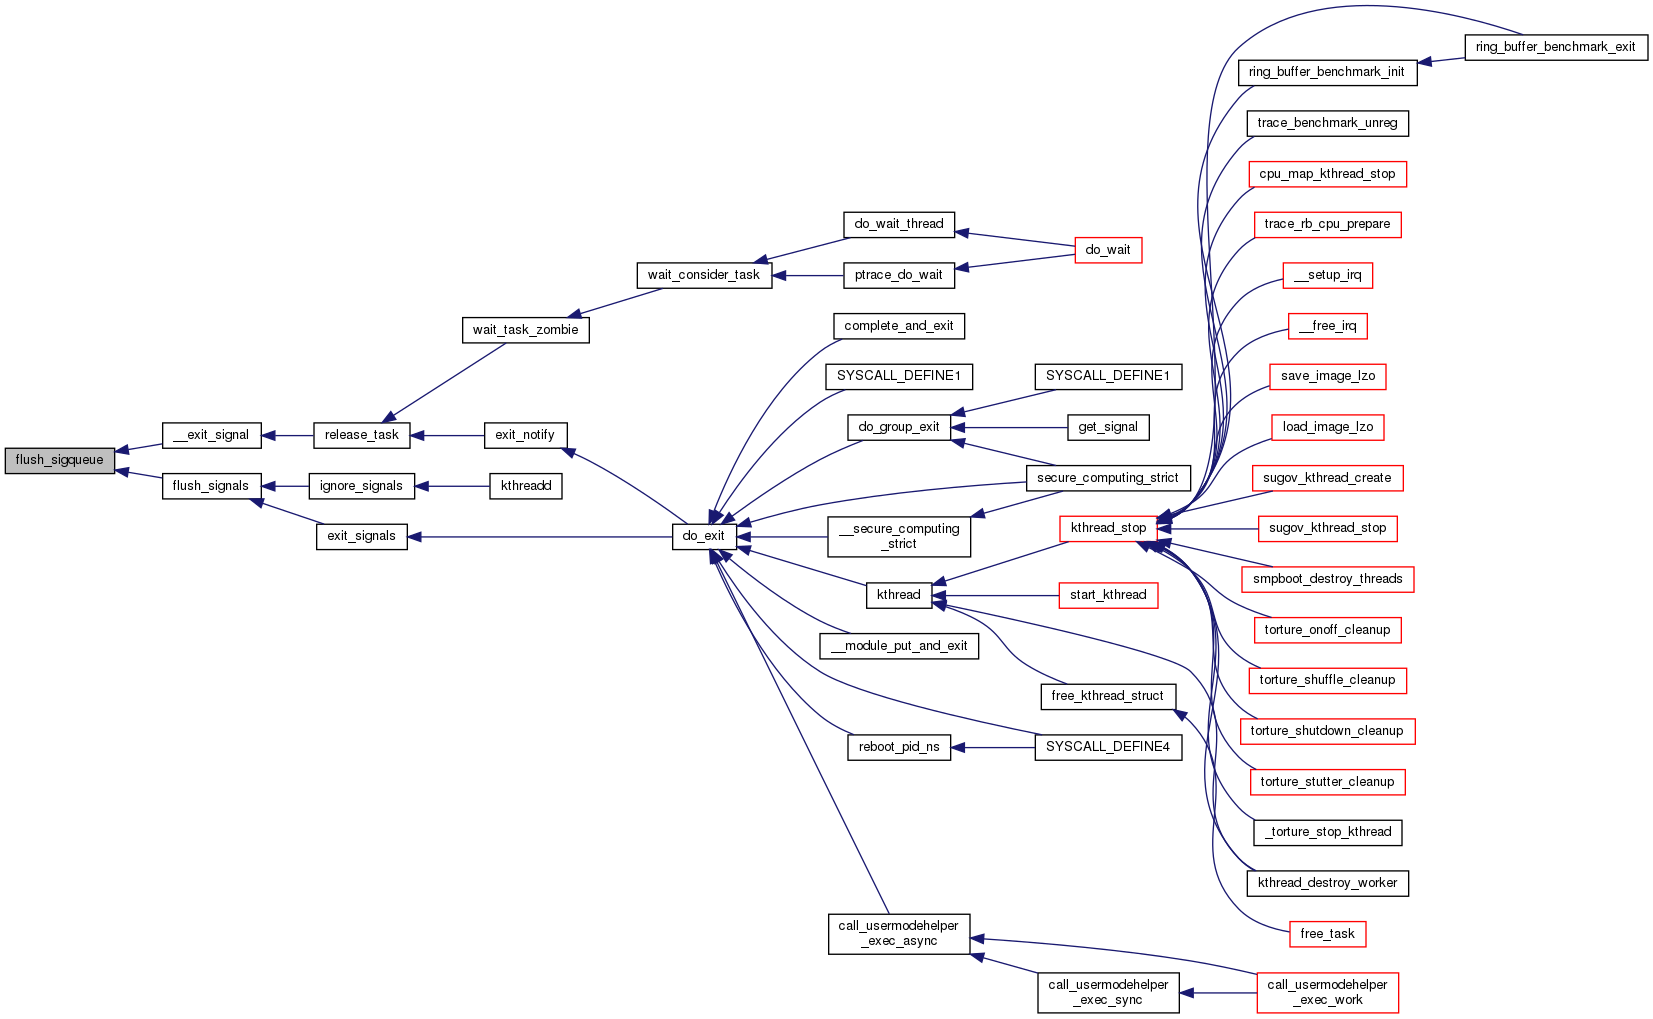 flush_sigqueue
__exit_signal
flush_signals
release_task
ignore_signals
exit_signals
wait_task_zombie
exit_notify
kthreadd
wait_consider_task
do_exit
do_wait_thread
ptrace_do_wait
complete_and_exit
SYSCALL_DEFINE1
do_group_exit
__secure_computing
_strict
kthread
__module_put_and_exit
reboot_pid_ns
call_usermodehelper
_exec_async
do_wait
SYSCALL_DEFINE1
get_signal
secure_computing_strict
kthread_stop
start_kthread
free_kthread_struct
SYSCALL_DEFINE4
call_usermodehelper
_exec_sync
ring_buffer_benchmark_exit
ring_buffer_benchmark_init
trace_benchmark_unreg
cpu_map_kthread_stop
trace_rb_cpu_prepare
__setup_irq
__free_irq
save_image_lzo
load_image_lzo
sugov_kthread_create
sugov_kthread_stop
smpboot_destroy_threads
torture_onoff_cleanup
torture_shuffle_cleanup
torture_shutdown_cleanup
torture_stutter_cleanup
_torture_stop_kthread
kthread_destroy_worker
free_task
call_usermodehelper
_exec_work